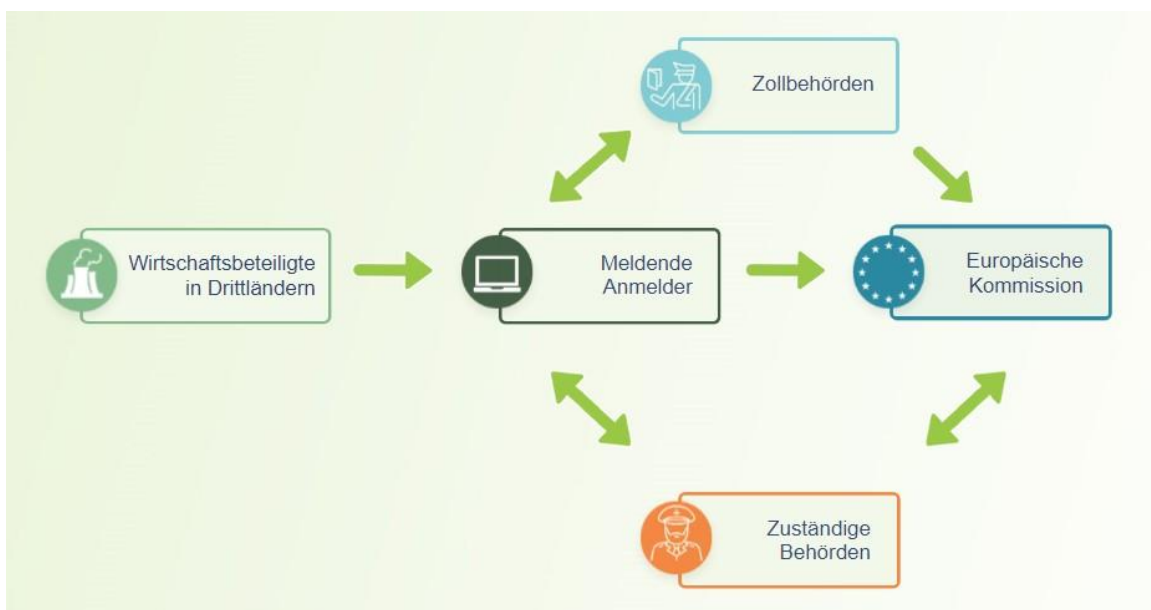 Zollbehörden
Wirtschaftsbeteiligte
in Drittländern
Meldende
Anmelder
Europäische
Kommission
Zuständige
Behörden